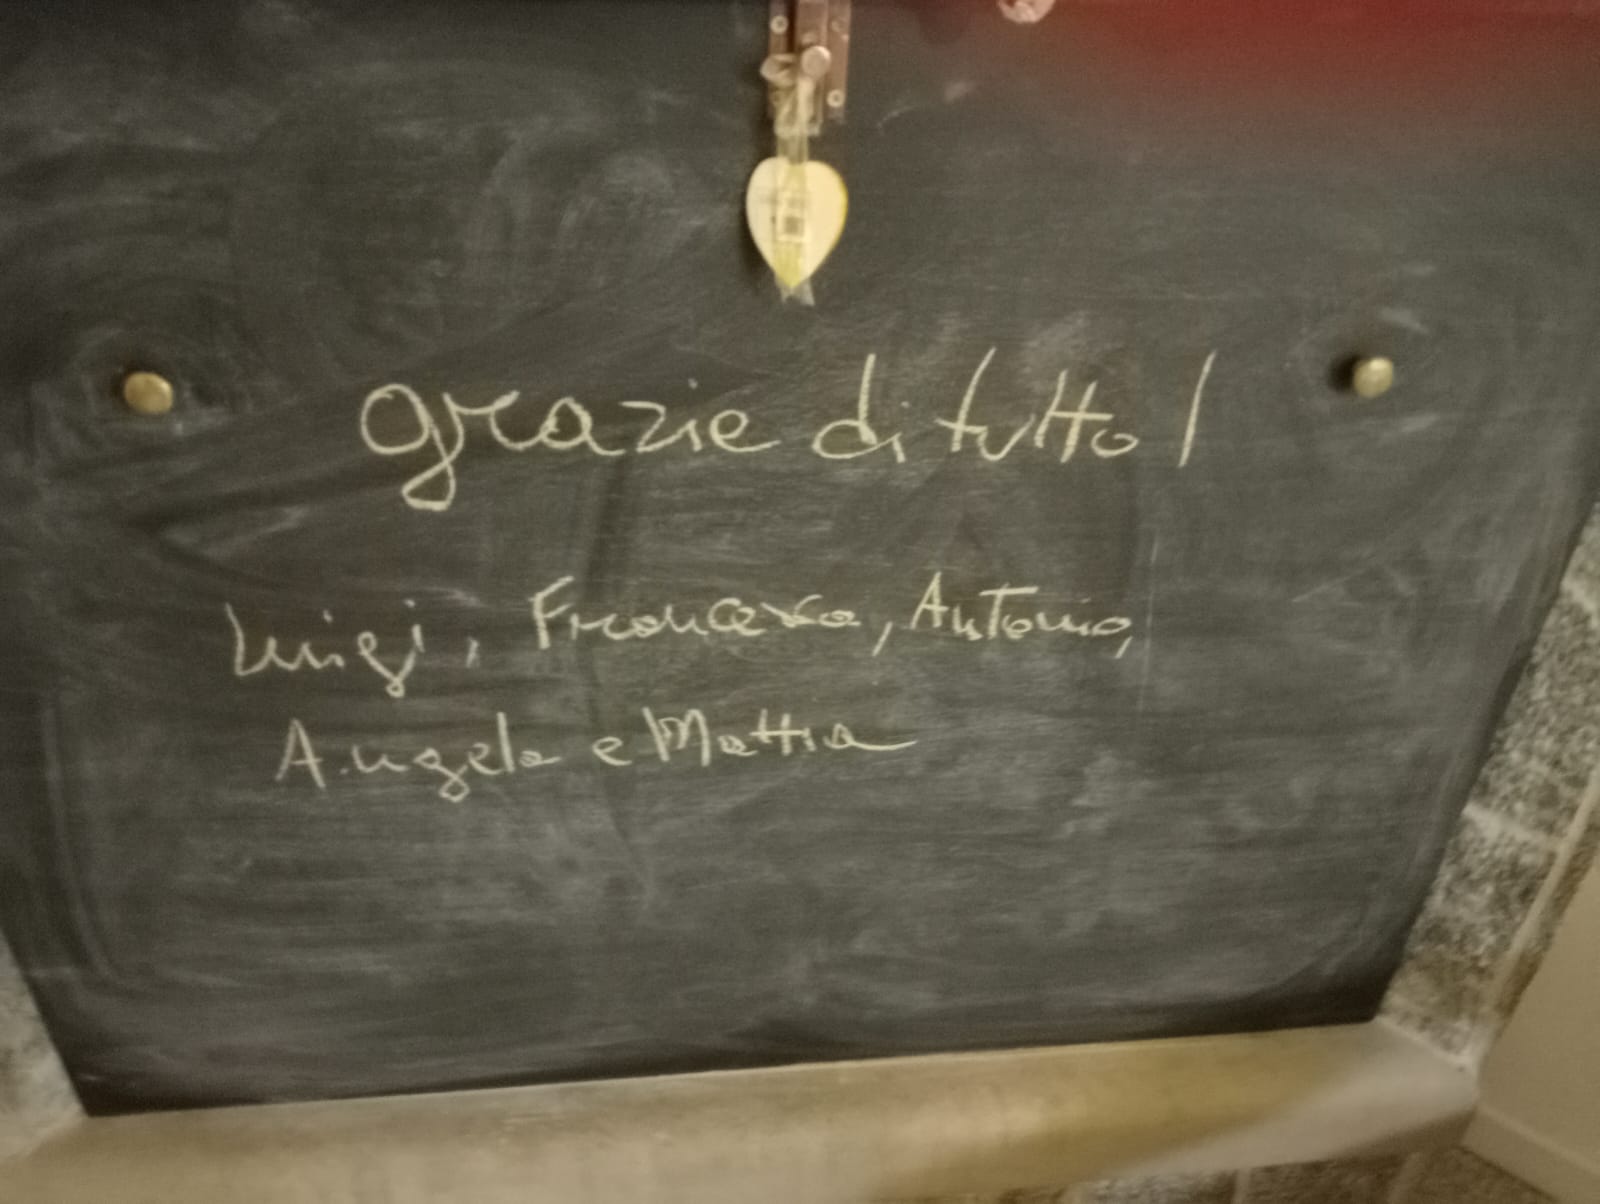 grazie di tutto!
Luigi, Francesca, Antonio,
Angela e Mattia